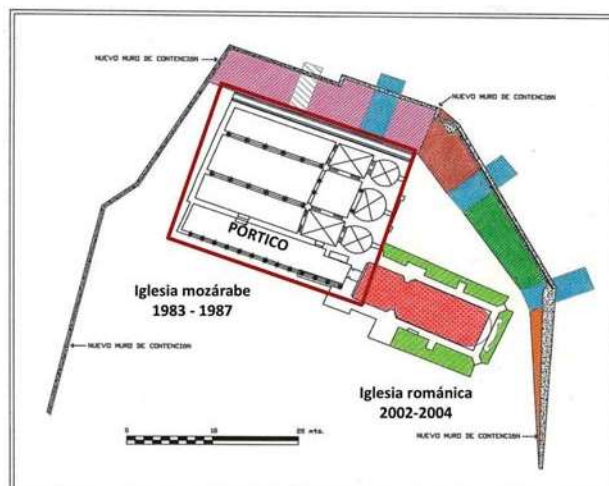 NUEVO MURO DE CONTENCION
NUEVO MURO DE CONTENCION
PÓRTICO
Iglesia mozárabe
1983 - 1987
NUEVO MURO DE CONTENCION
Iglesia románica
2002-2004
0 10 20 mts.
NUEVO MURO DE CONTENCION